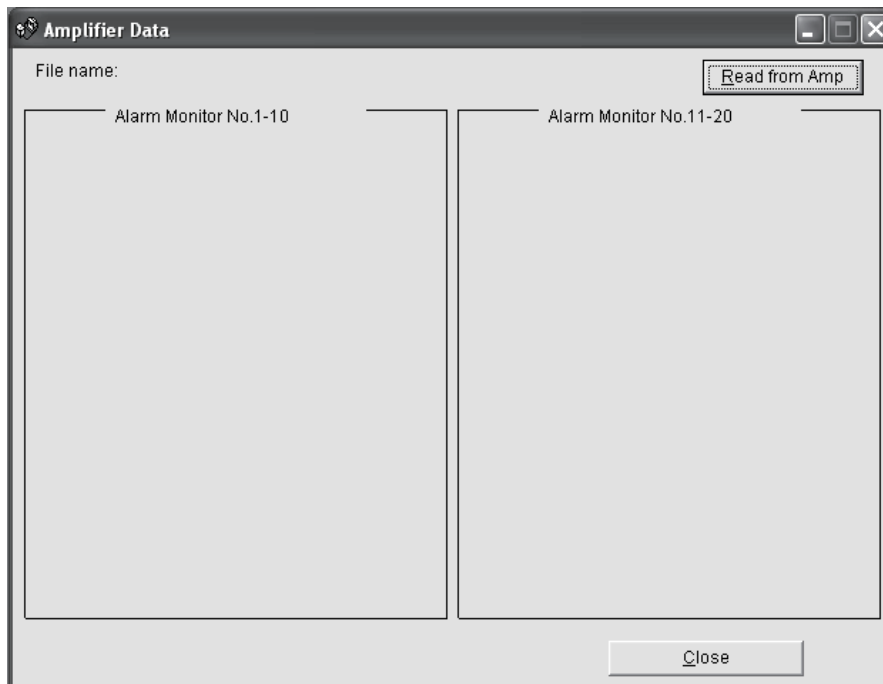 Amplifier Data
File name:
Read from Amp
Alarm Monitor No.1-10
Alarm Monitor No.11-20
Close